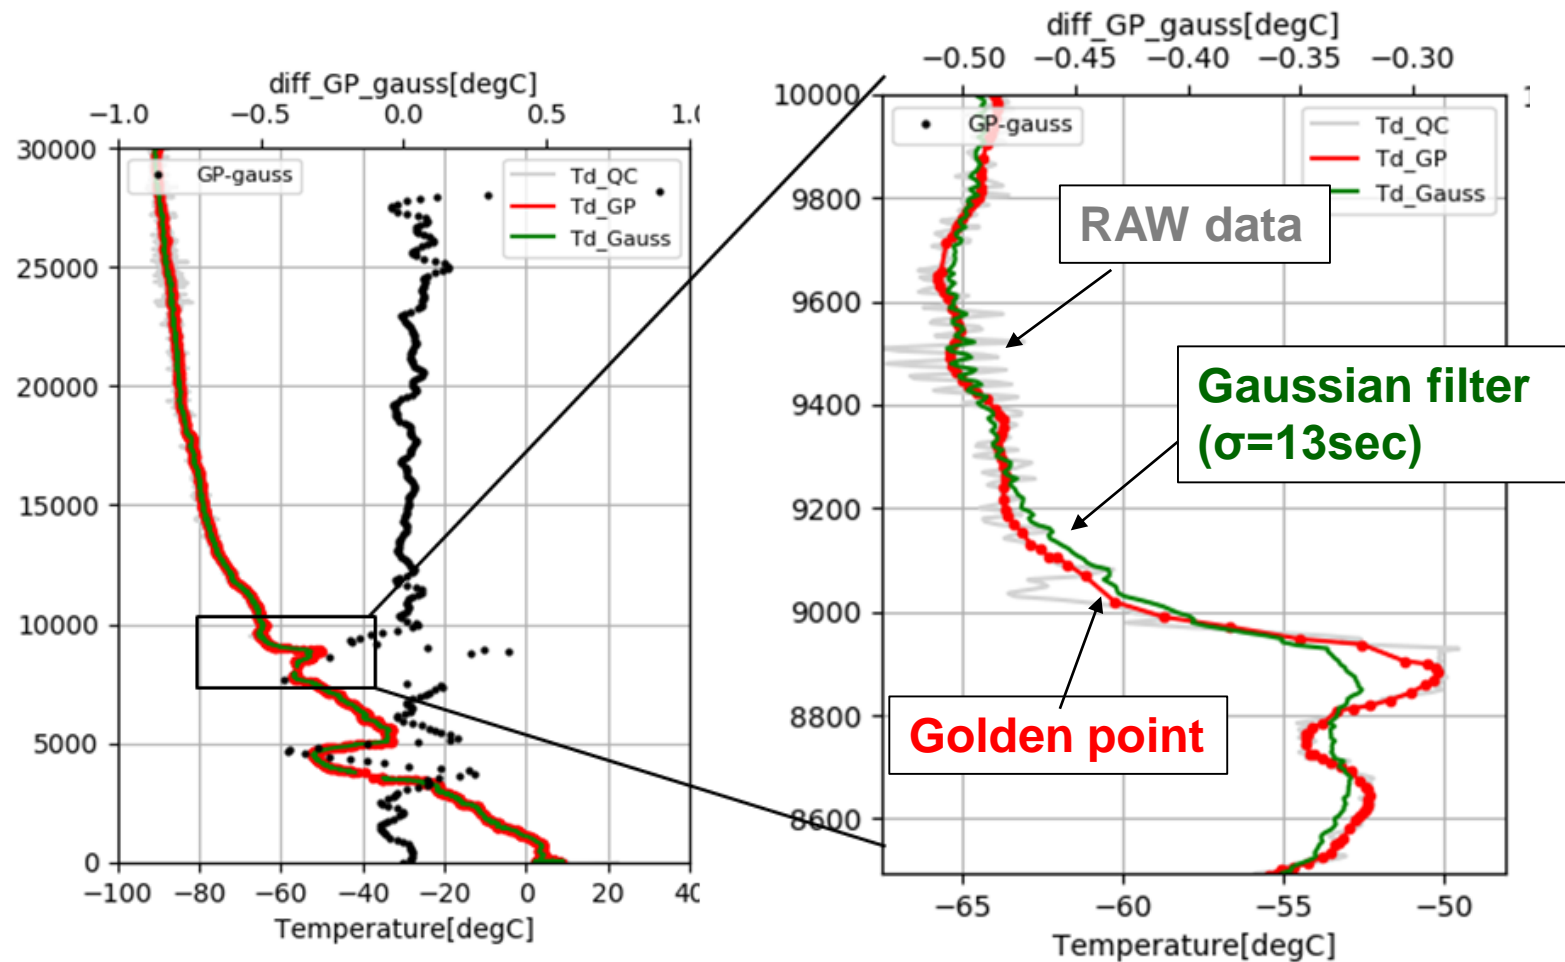 diff_GP_gauss[degC]
−1.0 −0.5 0.0 0.5 1.0
30000
25000
20000
15000
10000
5000
0
GP-gauss
Td_QC
Td_GP
Td_Gauss
−100 −80 −60 −40 −20 0 20 40
Temperature[degC]
diff_GP_gauss[degC]
−0.50 −0.45 −0.40 −0.35 −0.30
10000
9800
9600
9400
9200
9000
8800
8600
GP-gauss
Td_QC
Td_GP
Td_Gauss
RAW data
Gaussian filter
(σ=13sec)
Golden point
−65 −60 −55 −50
Temperature[degC]